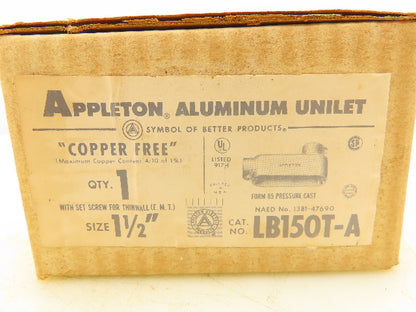 APPLETON® ALUMINUM UNILET
SYMBOL OF BETTER PRODUCTS®
"COPPER FREE"
(Maximum Copper Content 4/10 of 1%)
QTY. 1
WITH SET SCREW FOR THINWALL (E.M.T.)
SIZE 1½"
UL
LISTED
APPLETON
FORM 85 PRESSURE CAST
NAED No. 1381-47690
CAT. NO. LB150T-A